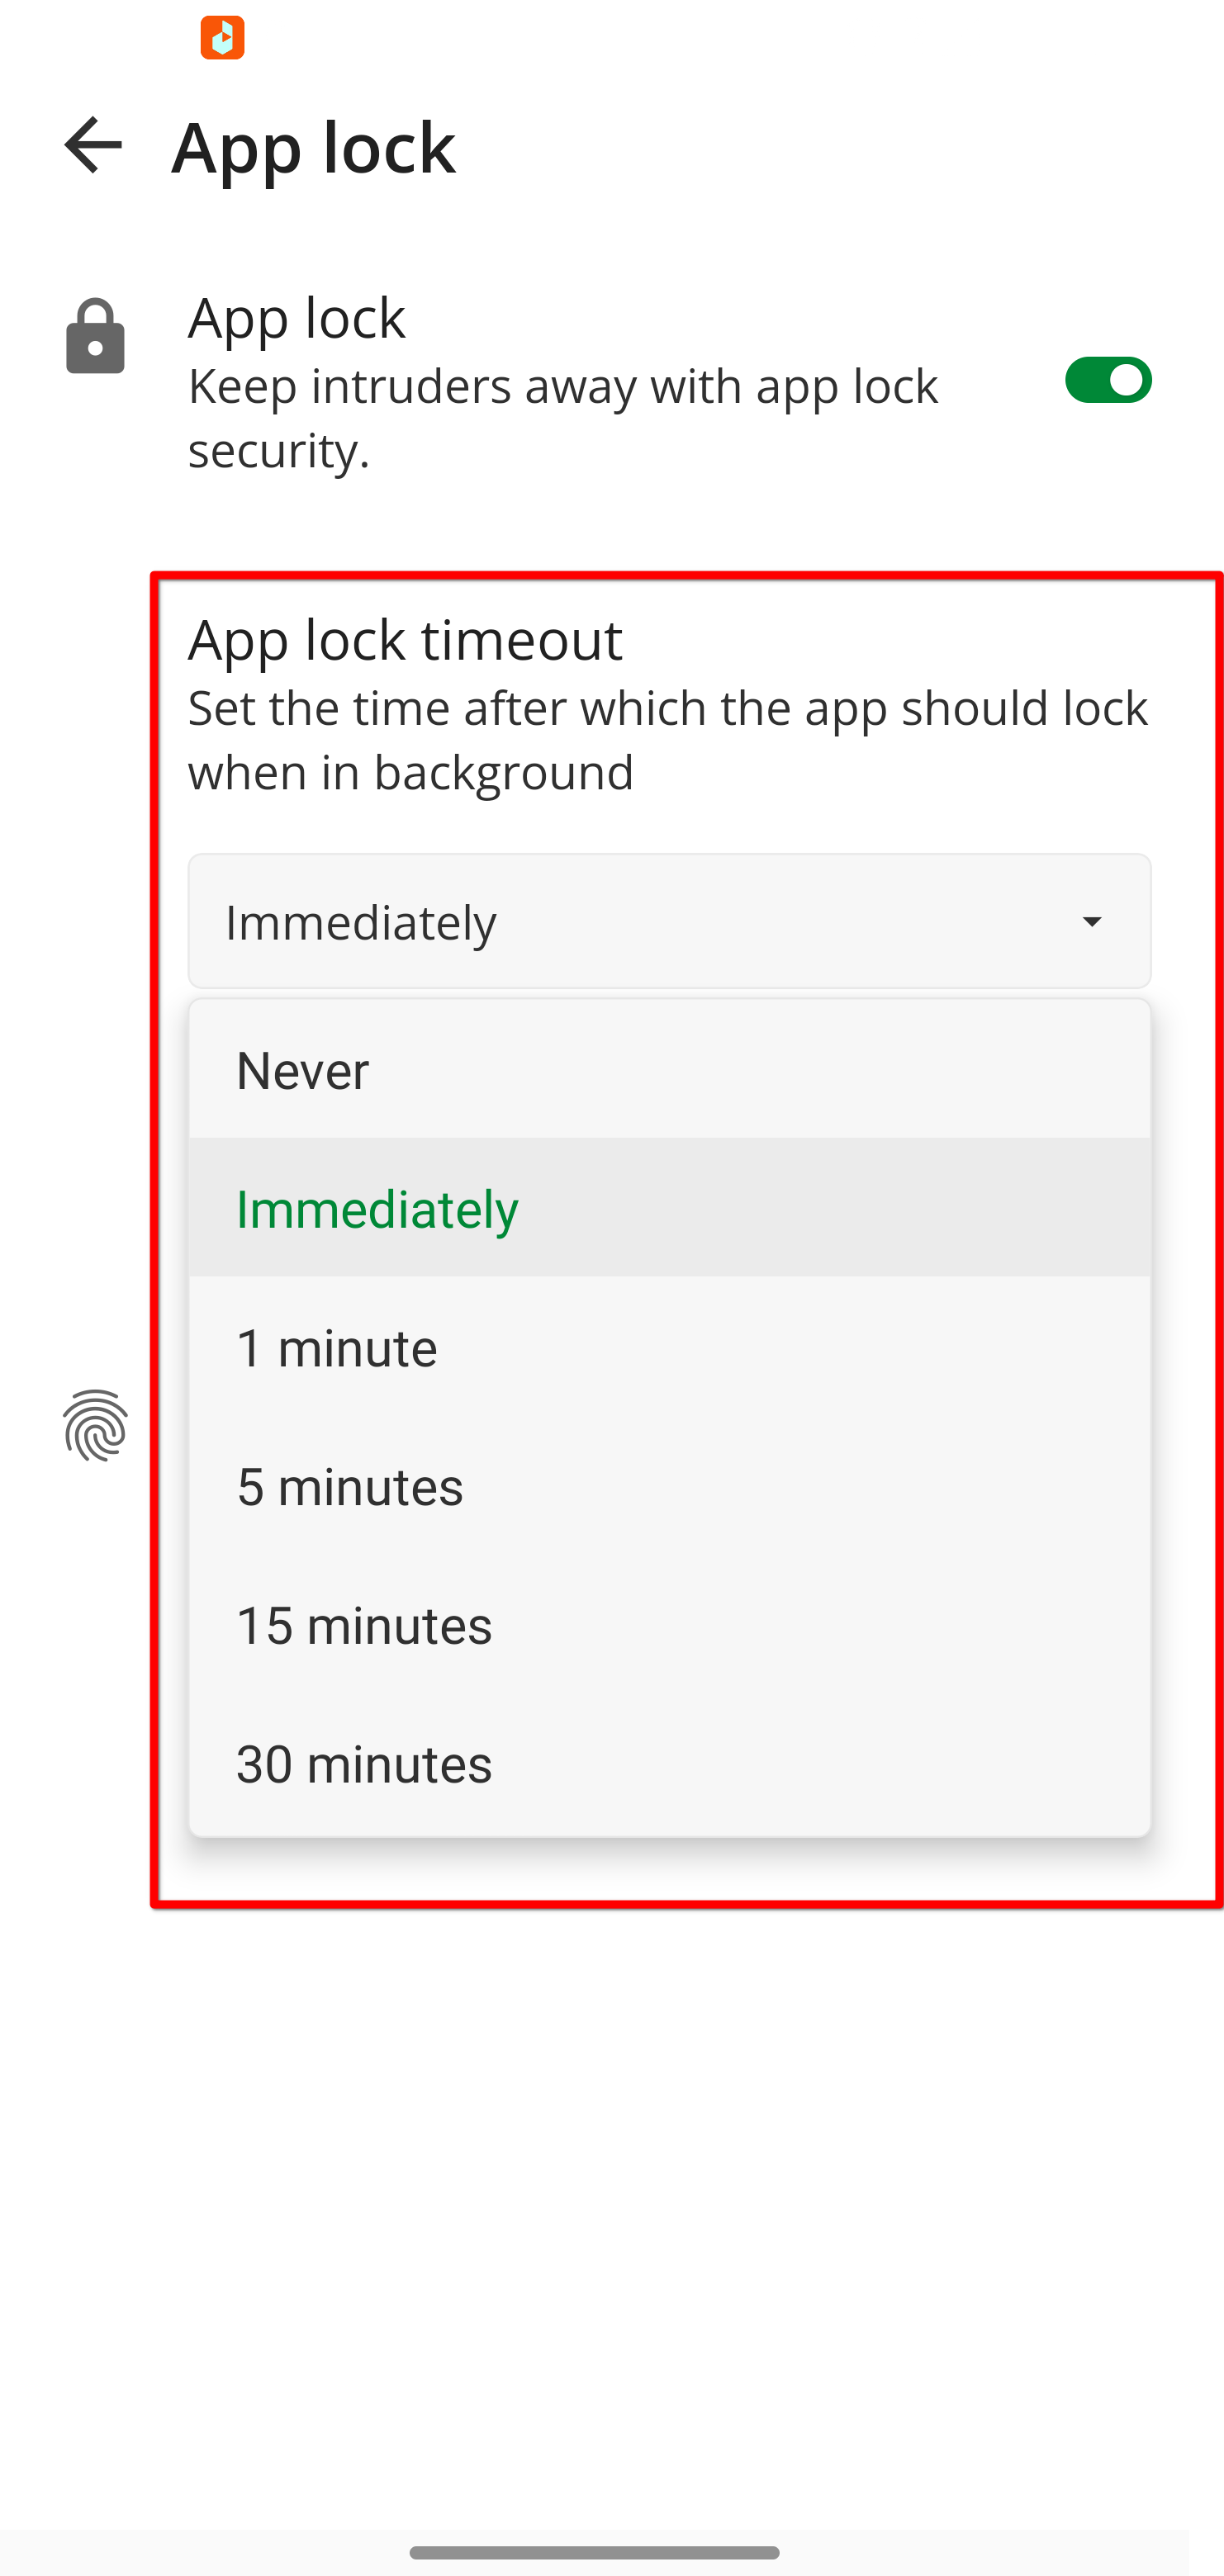 App lock
App lock
Keep intruders away with app lock
security.
App lock timeout
Set the time after which the app should lock
when in background
Immediately
Never
Immediately
1 minute
5 minutes
15 minutes
30 minutes